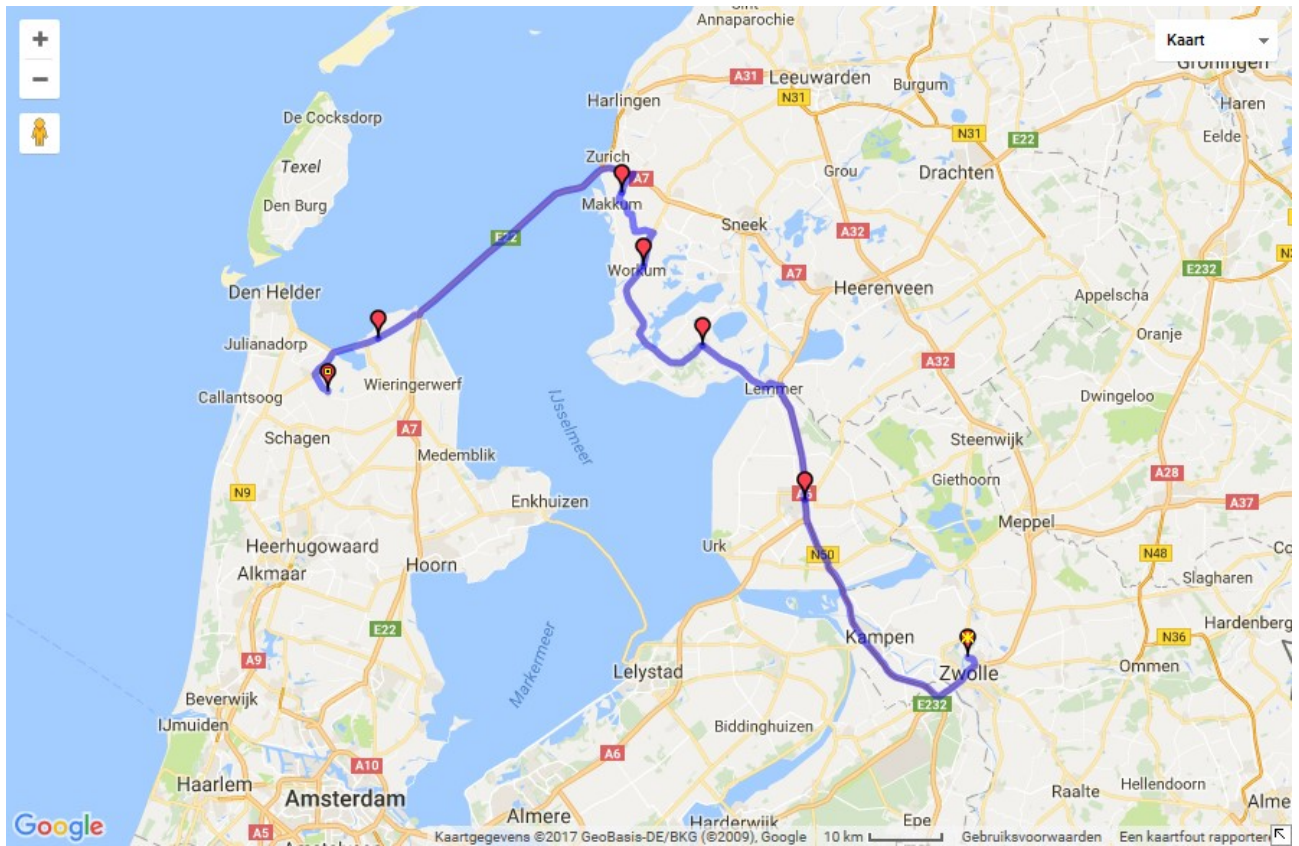 Sint
Annaparochie
+
−
Kaart
Groningen
A31
Leeuwarden
N31
Burgum
Harlingen
Haren
De Cocksdorp
N31
E22
Eelde
Texel
Zurich
Grou
Drachten
A7
Den Burg
Makkum
Sneek
A32
E22
Workum
A7
E232
Den Helder
Heerenveen
Appelscha
Julianadorp
Oranje
Wieringerwerf
A32
Callantsoog
Lemmer
Dwingeloo
IJsselmeer
Schagen
A7
Steenwijk
Medemblik
A28
N9
Enkhuizen
A6
Giethoorn
A37
Meppel
Heerhugowaard
Urk
N50
N48
Alkmaar
Hoorn
Slagharen
E22
Kampen
Hardenberg
N36
A9
Lelystad
Zwolle
Ommen
Markermeer
Beverwijk
E232
IJmuiden
Biddinghuizen
A6
A10
Haarlem
Hellendoorn
Amsterdam
Raalte
Almere
Google
A5
Harderwijk
Epe
Kaartgegevens ©2017 GeoBasis-DE/BKG (©2009), Google 10 km Gebruiksvoorwaarden Een kaartfout rapporteren